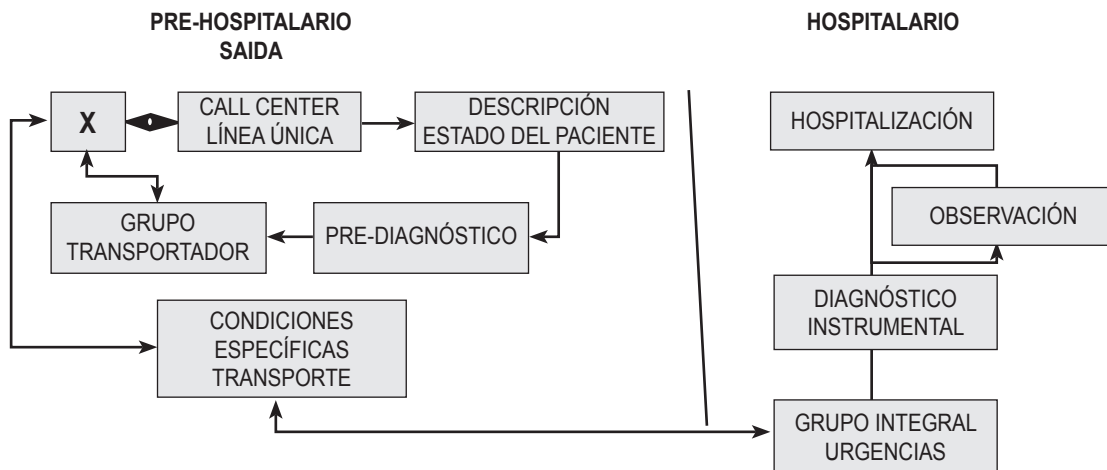 PRE-HOSPITALARIO
SAIDA
HOSPITALARIO
X
CALL CENTER
LÍNEA ÚNICA
DESCRIPCIÓN
ESTADO DEL PACIENTE
HOSPITALIZACIÓN
OBSERVACIÓN
GRUPO
TRANSPORTADOR
PRE-DIAGNÓSTICO
DIAGNÓSTICO
INSTRUMENTAL
CONDICIONES
ESPECÍFICAS
TRANSPORTE
GRUPO INTEGRAL
URGENCIAS